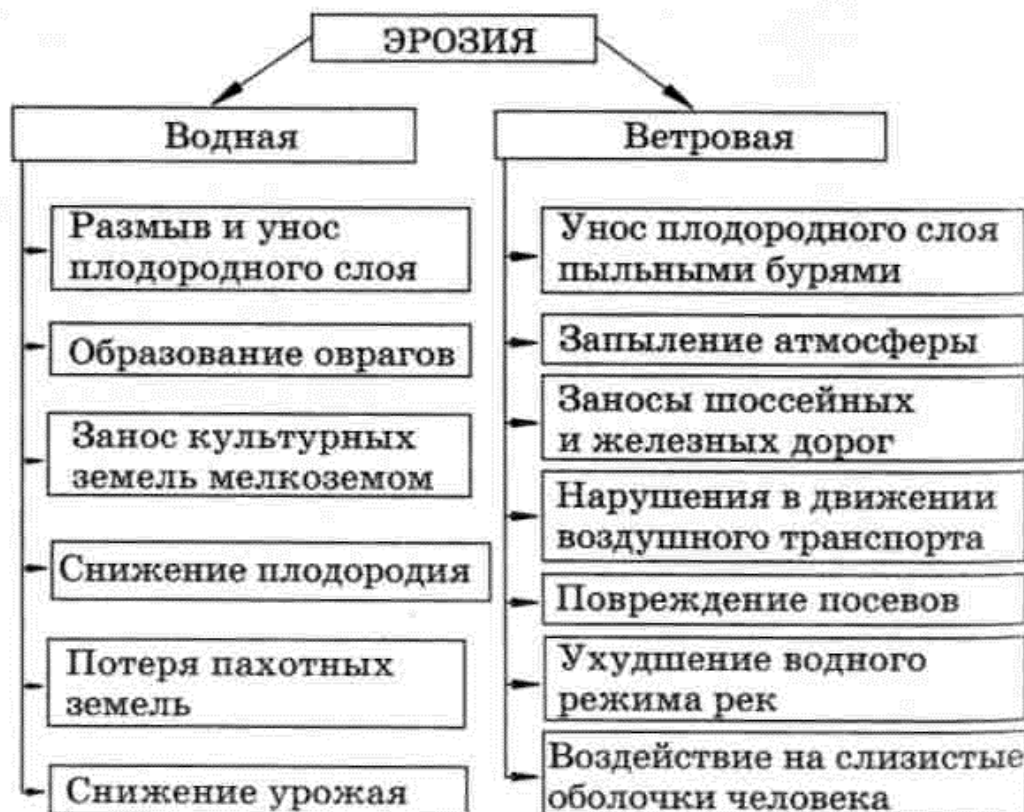 ЭРОЗИЯ
Водная
Размыв и унос
плодородного слоя
Образование оврагов
Занос культурных
земель мелкоземом
Снижение плодородия
Потеря пахотных
земель
Снижение урожая
Ветровая
Унос плодородного слоя
пыльными бурями
Запыление атмосферы
Заносы шоссейных
и железных дорог
Нарушения в движении
воздушного транспорта
Повреждение посевов
Ухудшение водного
режима рек
Воздействие на слизистые
оболочки человека